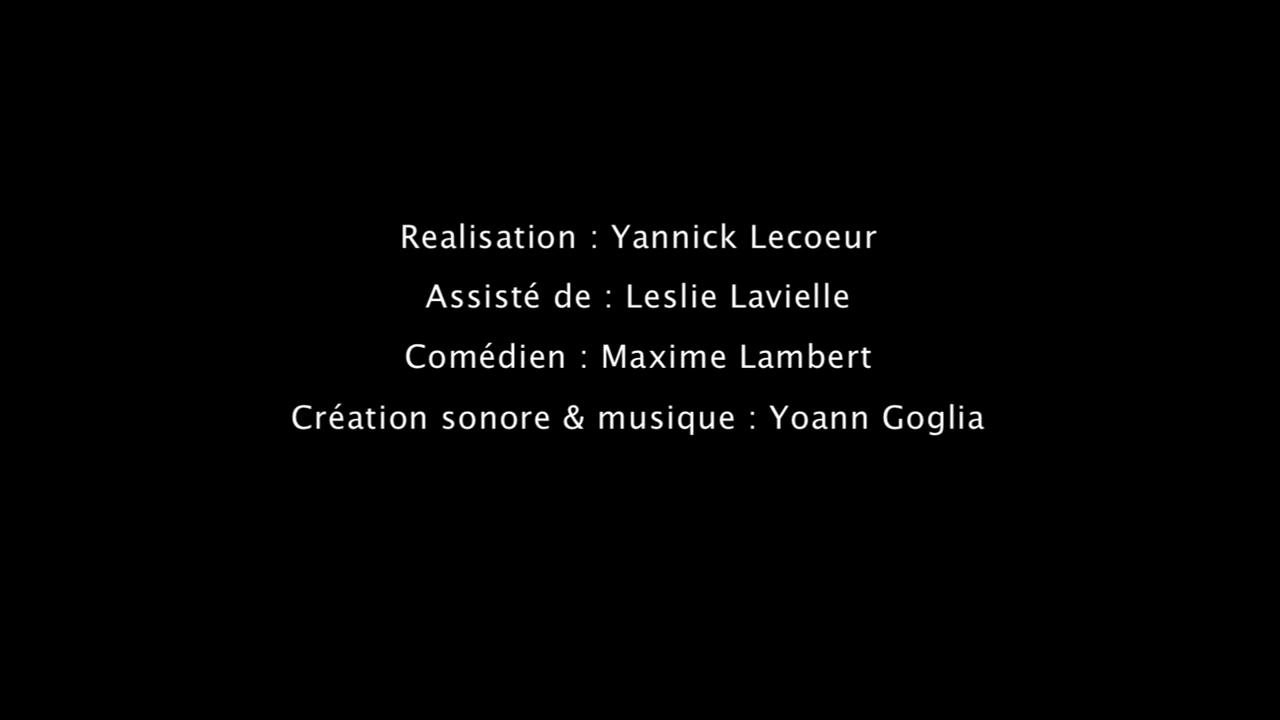 Realisation : Yannick Lecoeur
Assisté de : Leslie Lavielle
Comédien : Maxime Lambert
Création sonore & musique : Yoann Goglia